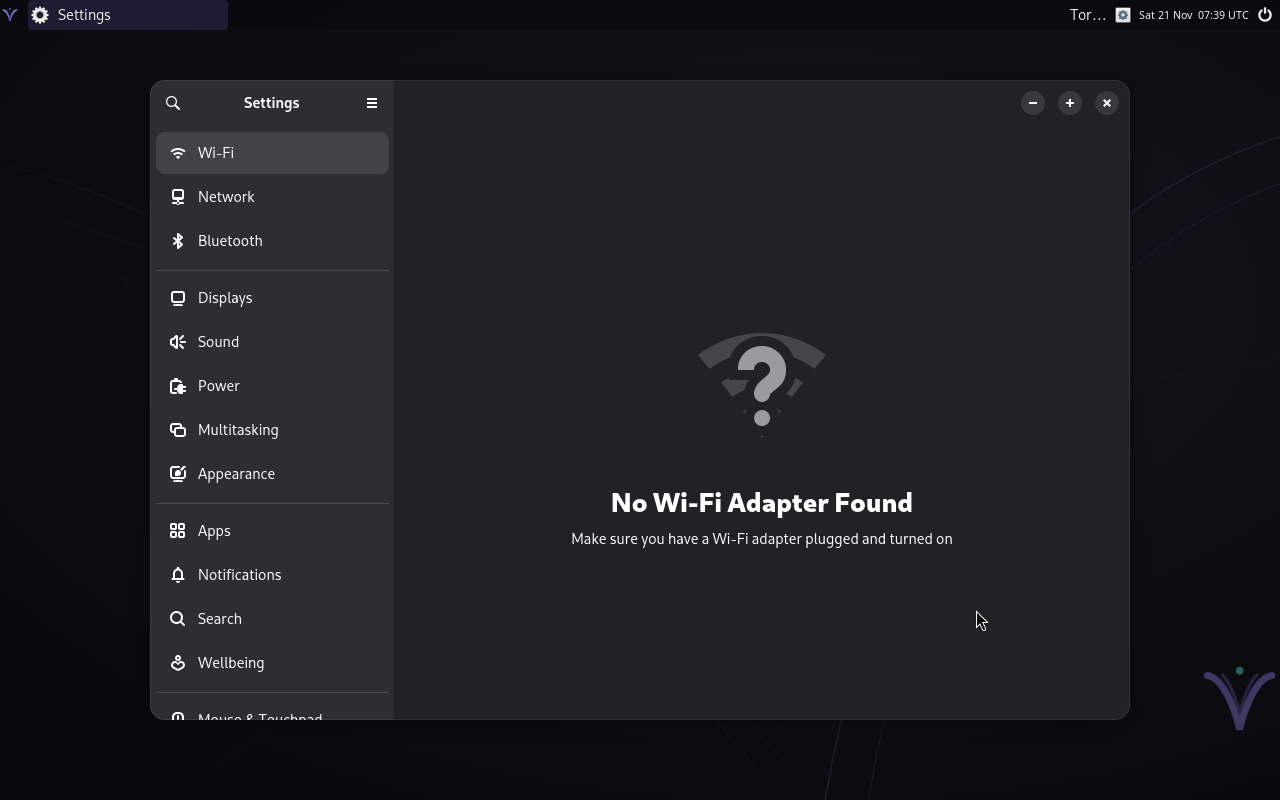 Settings
Tor…
Sat 21 Nov 07:39 UTC
Settings
Wi-Fi
Network
Bluetooth
Displays
Sound
Power
Multitasking
Appearance
Apps
Notifications
Search
Wellbeing
Mouse & Touchpad
No Wi-Fi Adapter Found
Make sure you have a Wi-Fi adapter plugged and turned on